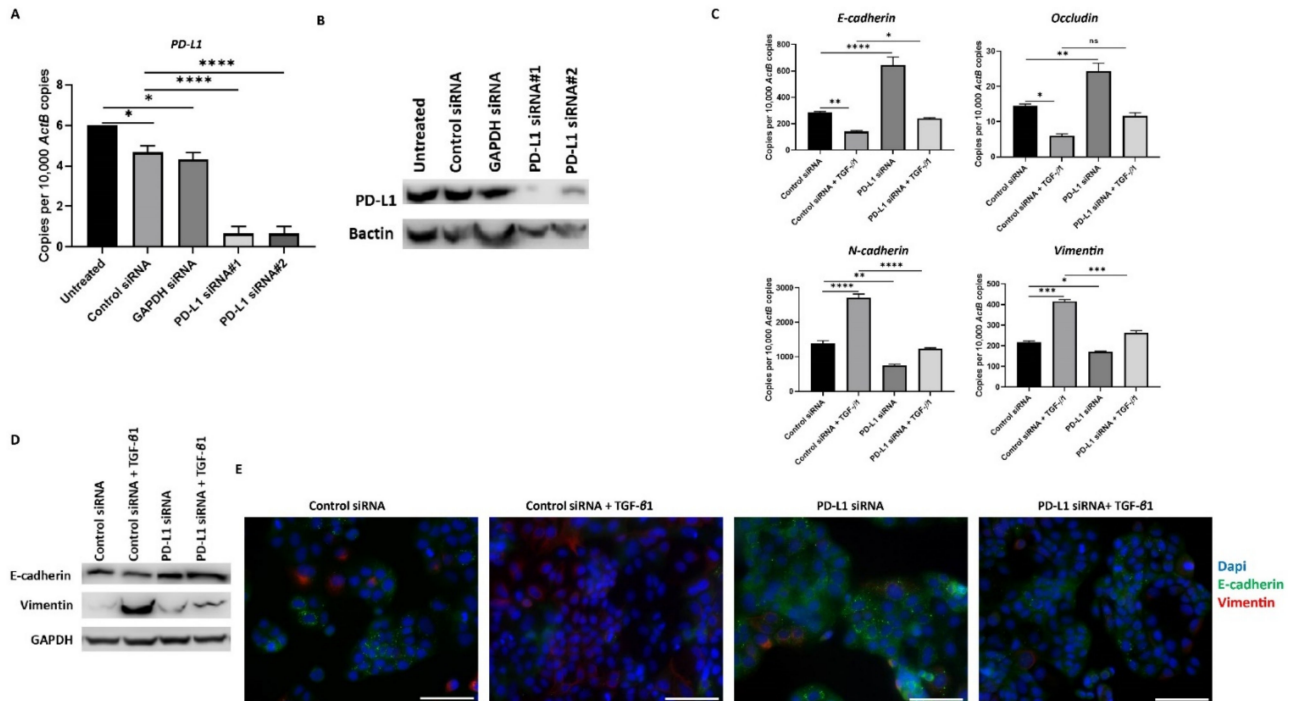 A
PD-L1
****
****
*
*
Copies per 10,000 ActB copies
8
6
4
2
0
Untreated
Control siRNA
GAPDH siRNA
PD-L1 siRNA#1
PD-L1 siRNA#2
B
Untreated
Control siRNA
GAPDH siRNA
PD-L1 siRNA#1
PD-L1 siRNA#2
PD-L1
Bactin
C
E-cadherin
*
****
**
Copies per 10,000 ActB copies
800
600
400
200
0
Control siRNA
Control siRNA + TGF-β1
PD-L1 siRNA
PD-L1 siRNA + TGF-β1
Occludin
ns
**
*
Copies per 10,000 ActB copies
30
20
10
0
Control siRNA
Control siRNA + TGF-β1
PD-L1 siRNA
PD-L1 siRNA + TGF-β1
N-cadherin
****
**
****
Copies per 10,000 ActB copies
3000
2000
1000
0
Control siRNA
Control siRNA + TGF-β1
PD-L1 siRNA
PD-L1 siRNA + TGF-β1
Vimentin
***
*
***
Copies per 10,000 ActB copies
500
400
300
200
100
0
Control siRNA
Control siRNA + TGF-β1
PD-L1 siRNA
PD-L1 siRNA + TGF-β1
D
Control siRNA
Control siRNA + TGF-β1
PD-L1 siRNA
PD-L1 siRNA + TGF-β1
E-cadherin
Vimentin
GAPDH
E
Control siRNA
Control siRNA + TGF-β1
PD-L1 siRNA
PD-L1 siRNA+ TGF-β1
Dapi
E-cadherin
Vimentin